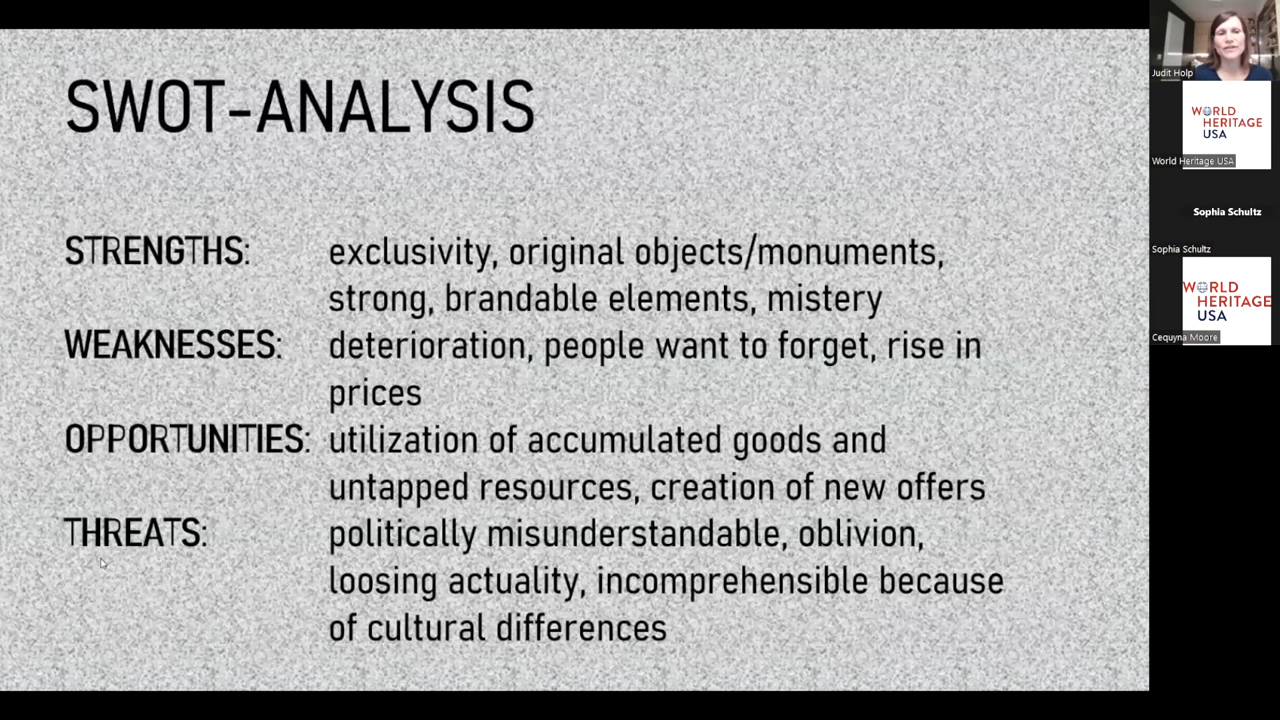 SWOT-ANALYSIS
STRENGTHS: exclusivity, original objects/monuments,
strong, brandable elements, mistery
WEAKNESSES: deterioration, people want to forget, rise in
prices
OPPORTUNITIES: utilization of accumulated goods and
untapped resources, creation of new offers
THREATS: politically misunderstandable, oblivion,
loosing actuality, incomprehensible because
of cultural differences
Judit Holp
WORLD
HERITAGE
USA
World Heritage USA
Sophia Schultz
Sophia Schultz
WORLD
HERITAGE
USA
Cequyna Moore